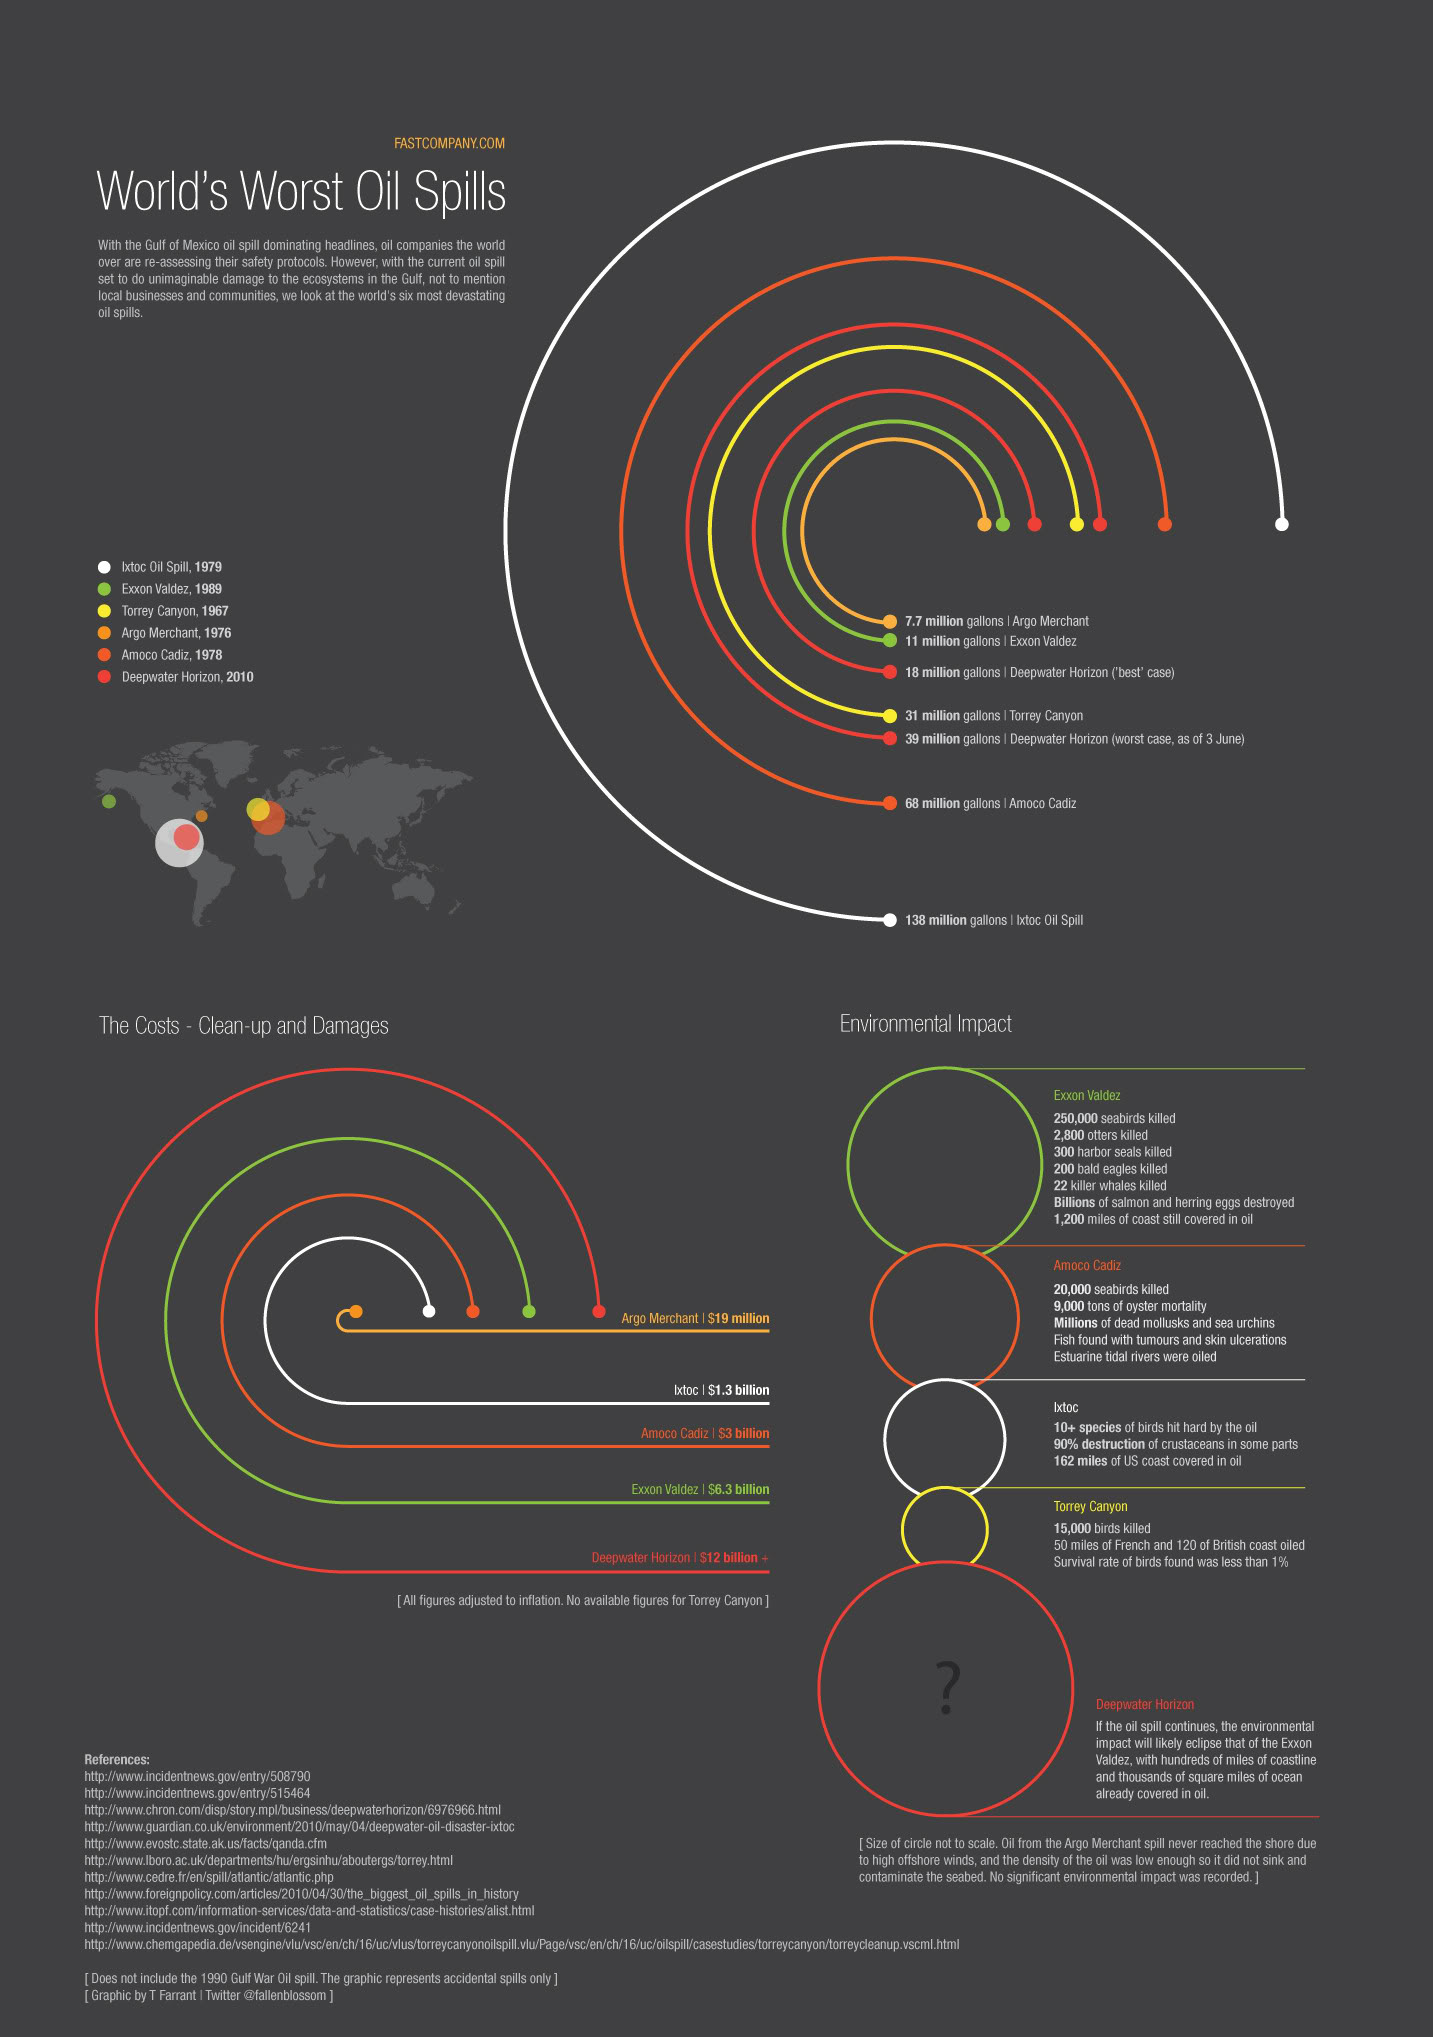 FASTCOMPANY.COM
World's Worst Oil Spills
With the Gulf of Mexico oil spill dominating headlines, oil companies the world
over are re-assessing their safety protocols. However, with the current oil spill
set to do unimaginable damage to the ecosystems in the Gulf, not to mention
local businesses and communities, we look at the world's six most devastating
oil spills.
Ixtoc Oil Spill, 1979
Exxon Valdez, 1989
Torrey Canyon, 1967
Argo Merchant, 1976
Amoco Cadiz, 1978
Deepwater Horizon, 2010
7.7 million gallons | Argo Merchant
11 million gallons | Exxon Valdez
18 million gallons | Deepwater Horizon ('best' case)
31 million gallons | Torrey Canyon
39 million gallons | Deepwater Horizon (worst case, as of 3 June)
68 million gallons | Amoco Cadiz
138 million gallons | Ixtoc Oil Spill
The Costs - Clean-up and Damages
Argo Merchant | $19 million
Ixtoc | $1.3 billion
Amoco Cadiz | $3 billion
Exxon Valdez | $6.3 billion
Deepwater Horizon | $12 billion +
[ All figures adjusted to inflation. No available figures for Torrey Canyon ]
Environmental Impact
Exxon Valdez
250,000 seabirds killed
2,800 otters killed
300 harbor seals killed
200 bald eagles killed
22 killer whales killed
Billions of salmon and herring eggs destroyed
1,200 miles of coast still covered in oil
Amoco Cadiz
20,000 seabirds killed
9,000 tons of oyster mortality
Millions of dead mollusks and sea urchins
Fish found with tumours and skin ulcerations
Estuarine tidal rivers were oiled
Ixtoc
10+ species of birds hit hard by the oil
90% destruction of crustaceans in some parts
162 miles of US coast covered in oil
Torrey Canyon
15,000 birds killed
50 miles of French and 120 of British coast oiled
Survival rate of birds found was less than 1%
?
Deepwater Horizon
If the oil spill continues, the environmental
impact will likely eclipse that of the Exxon
Valdez, with hundreds of miles of coastline
and thousands of square miles of ocean
already covered in oil.
[ Size of circle not to scale. Oil from the Argo Merchant spill never reached the shore due
to high offshore winds, and the density of the oil was low enough so it did not sink and
contaminate the seabed. No significant environmental impact was recorded. ]
References:
http://www.incidentnews.gov/entry/508790
http://www.incidentnews.gov/entry/515464
http://www.chron.com/disp/story.mpl/business/deepwaterhorizon/6976966.html
http://www.guardian.co.uk/environment/2010/may/04/deepwater-oil-disaster-ixtoc
http://www.evostc.state.ak.us/facts/qanda.cfm
http://www.lboro.ac.uk/departments/hu/ergsinhu/aboutergs/torrey.html
http://www.cedre.fr/en/spill/atlantic/atlantic.php
http://www.foreignpolicy.com/articles/2010/04/30/the_biggest_oil_spills_in_history
http://www.itopf.com/information-services/data-and-statistics/case-histories/alist.html
http://www.incidentnews.gov/incident/6241
http://www.chemgapedia.de/vsengine/vlu/vsc/en/ch/16/uc/vlus/torreycanyonoilspill.vlu/Page/vsc/en/ch/16/uc/oilspill/casestudies/torreycanyon/torreycleanup.vscml.html
[ Does not include the 1990 Gulf War Oil spill. The graphic represents accidental spills only ]
[ Graphic by T Farrant | Twitter @fallenblossom ]